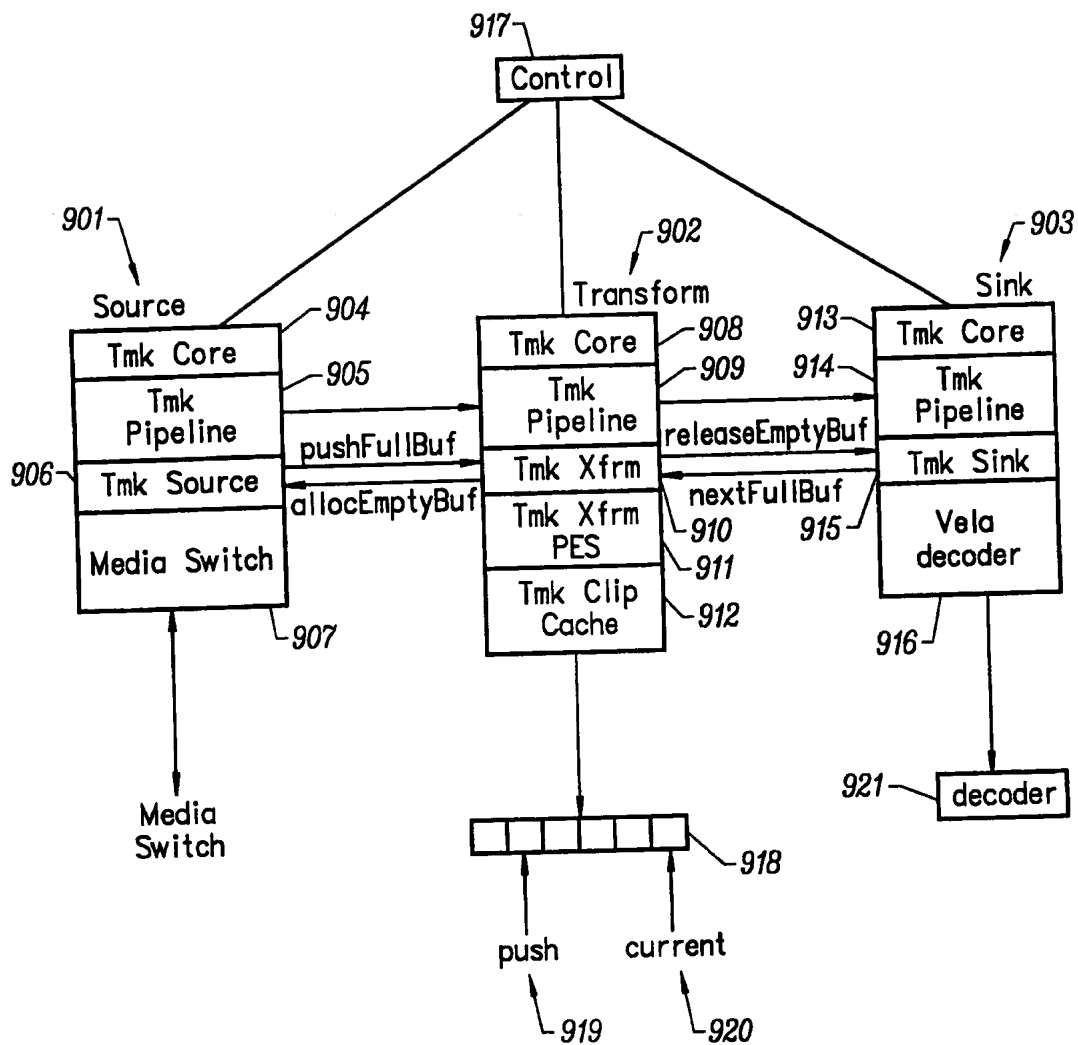 917
Control
901
902
903
Source
Transform
Sink
904
Tmk Core
905
Tmk
Pipeline
pushFullBuf
906
Tmk Source
allocEmptyBuf
Media Switch
907
Media
Switch
Tmk Core
908
909
Tmk
Pipeline
releaseEmptyBuf
Tmk Xfrm
nextFullBuf
910
Tmk Xfrm
PES
911
Tmk Clip
Cache
912
913
Tmk Core
914
Tmk
Pipeline
Tmk Sink
915
Vela
decoder
916
921
decoder
918
push
current
919
920